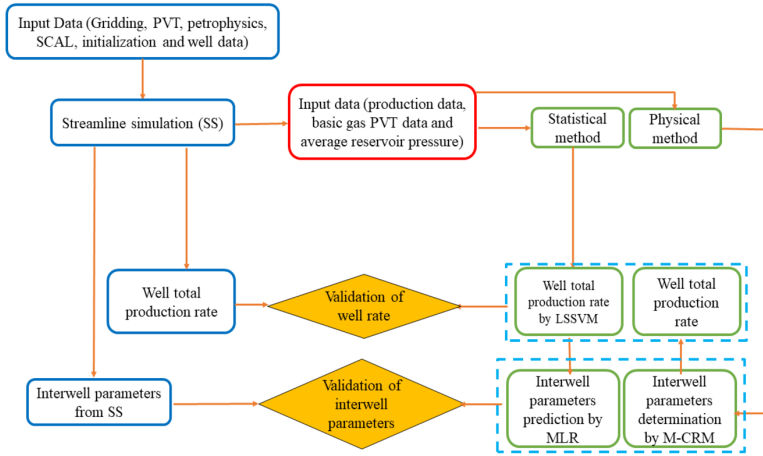 Input Data (Gridding, PVT, petrophysics,
SCAL, initialization and well data)
Streamline simulation (SS)
Input data (production data,
basic gas PVT data and
average reservoir pressure)
Statistical
method
Physical
method
Well total
production rate
Validation of
well rate
Well total
production rate
by LSSVM
Well total
production
rate
Interwell parameters
from SS
Validation of
interwell
parameters
Interwell
parameters
prediction by
MLR
Interwell
parameters
determination
by M-CRM